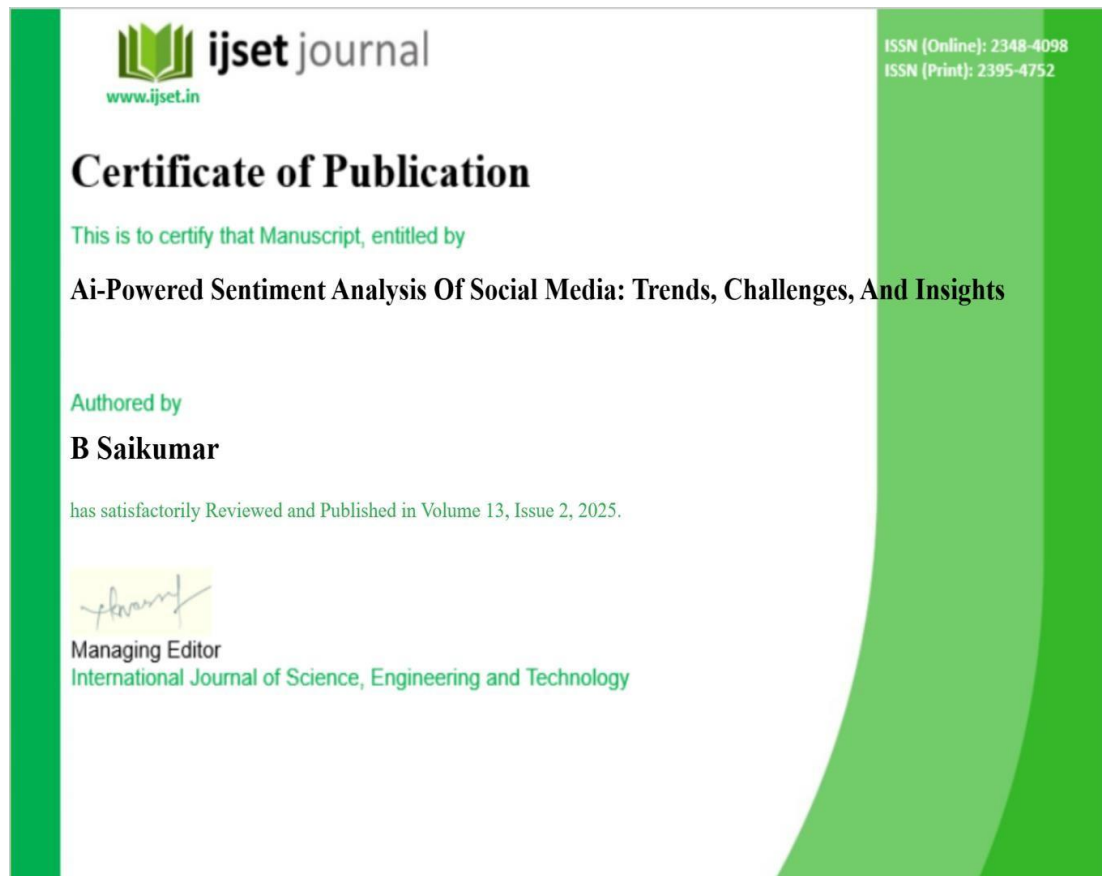 ijset journal
www.ijset.in
ISSN (Online): 2348-4098
ISSN (Print): 2395-4752
Certificate of Publication
This is to certify that Manuscript, entitled by
Ai-Powered Sentiment Analysis Of Social Media: Trends, Challenges, And Insights
Authored by
B Saikumar
has satisfactorily Reviewed and Published in Volume 13, Issue 2, 2025.
Managing Editor
International Journal of Science, Engineering and Technology